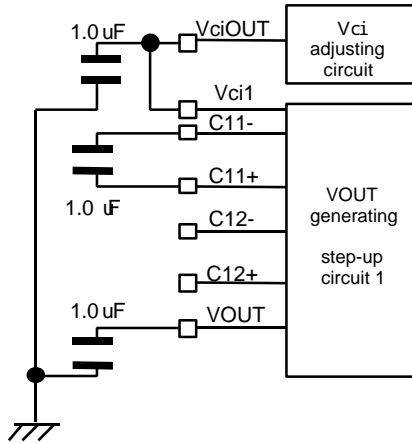 1.0 uF
VciOUT
Vci
adjusting
circuit
Vci1
C11-
C11+
1.0 uF
C12-
VOUT
generating
step-up
circuit 1
C12+
1.0 uF
VOUT